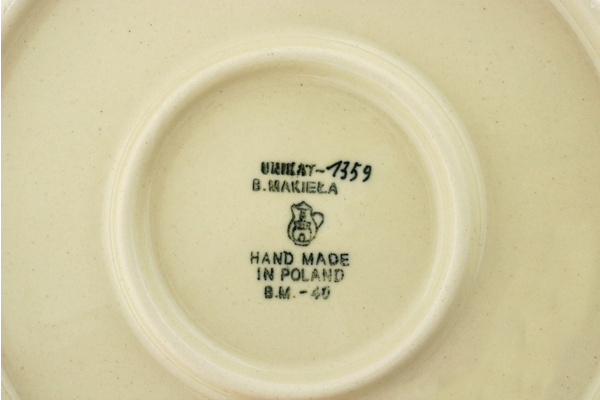 UNIKAT-1359
B.MAKIEŁA
HAND MADE
IN POLAND
B.M.-40